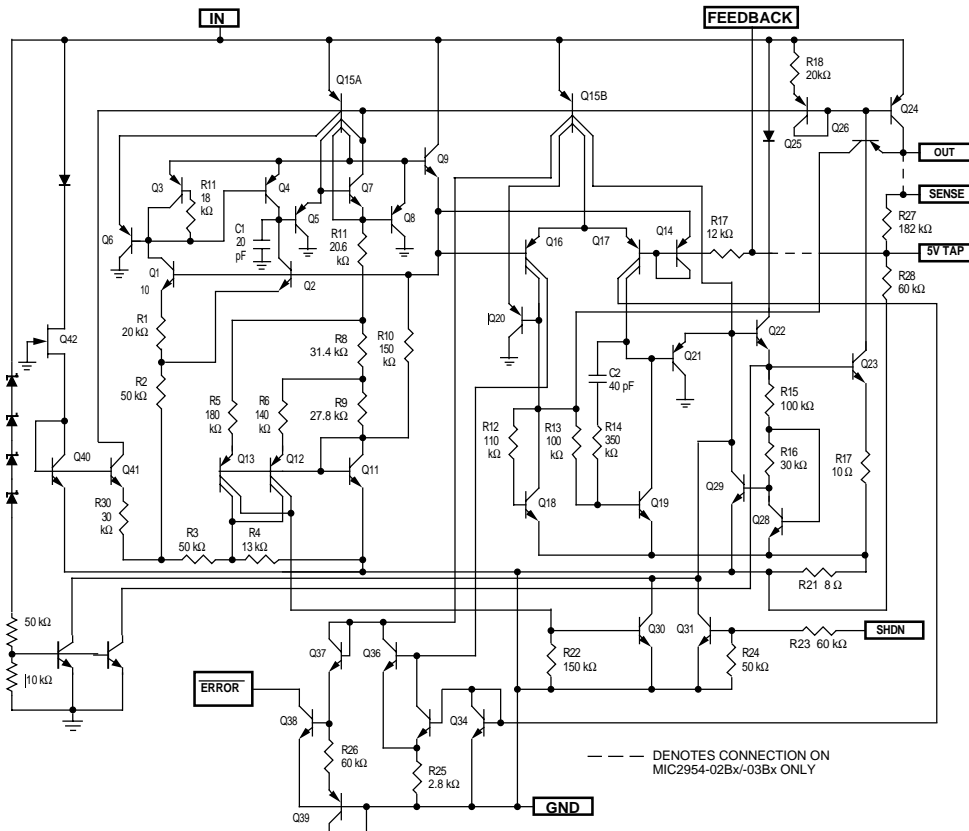 IN
FEEDBACK
R18
20kΩ
Q15A
Q15B
Q24
Q26
Q25
OUT
Q9
Q3
Q4
R11
18
kΩ
Q7
SENSE
Q5
Q8
C1
20
pF
R17
12 kΩ
R27
182 kΩ
Q6
Q16
Q17
Q14
R11
20.6
kΩ
5V TAP
Q1
10
Q2
R28
60 kΩ
R1
20 kΩ
Q20
Q22
R10
150
kΩ
R8
31.4 kΩ
Q42
Q21
Q23
C2
40 pF
R2
50 kΩ
R5
180
kΩ
R6
140
kΩ
R9
27.8 kΩ
R15
100 kΩ
R12
110
kΩ
R13
100
kΩ
R14
350
kΩ
R16
30 kΩ
R17
10 Ω
Q40
Q41
Q13
Q12
Q11
Q29
Q18
Q19
Q28
R30
30
kΩ
R3
50 kΩ
R4
13 kΩ
R21 8 Ω
50 kΩ
10 kΩ
Q37
Q36
Q30
Q31
SHDN
R23 60 kΩ
R22
150 kΩ
R24
50 kΩ
ERROR
Q38
Q34
R26
60 kΩ
R25
2.8 kΩ
DENOTES CONNECTION ON
MIC2954-02Bx/-03Bx ONLY
GND
Q39